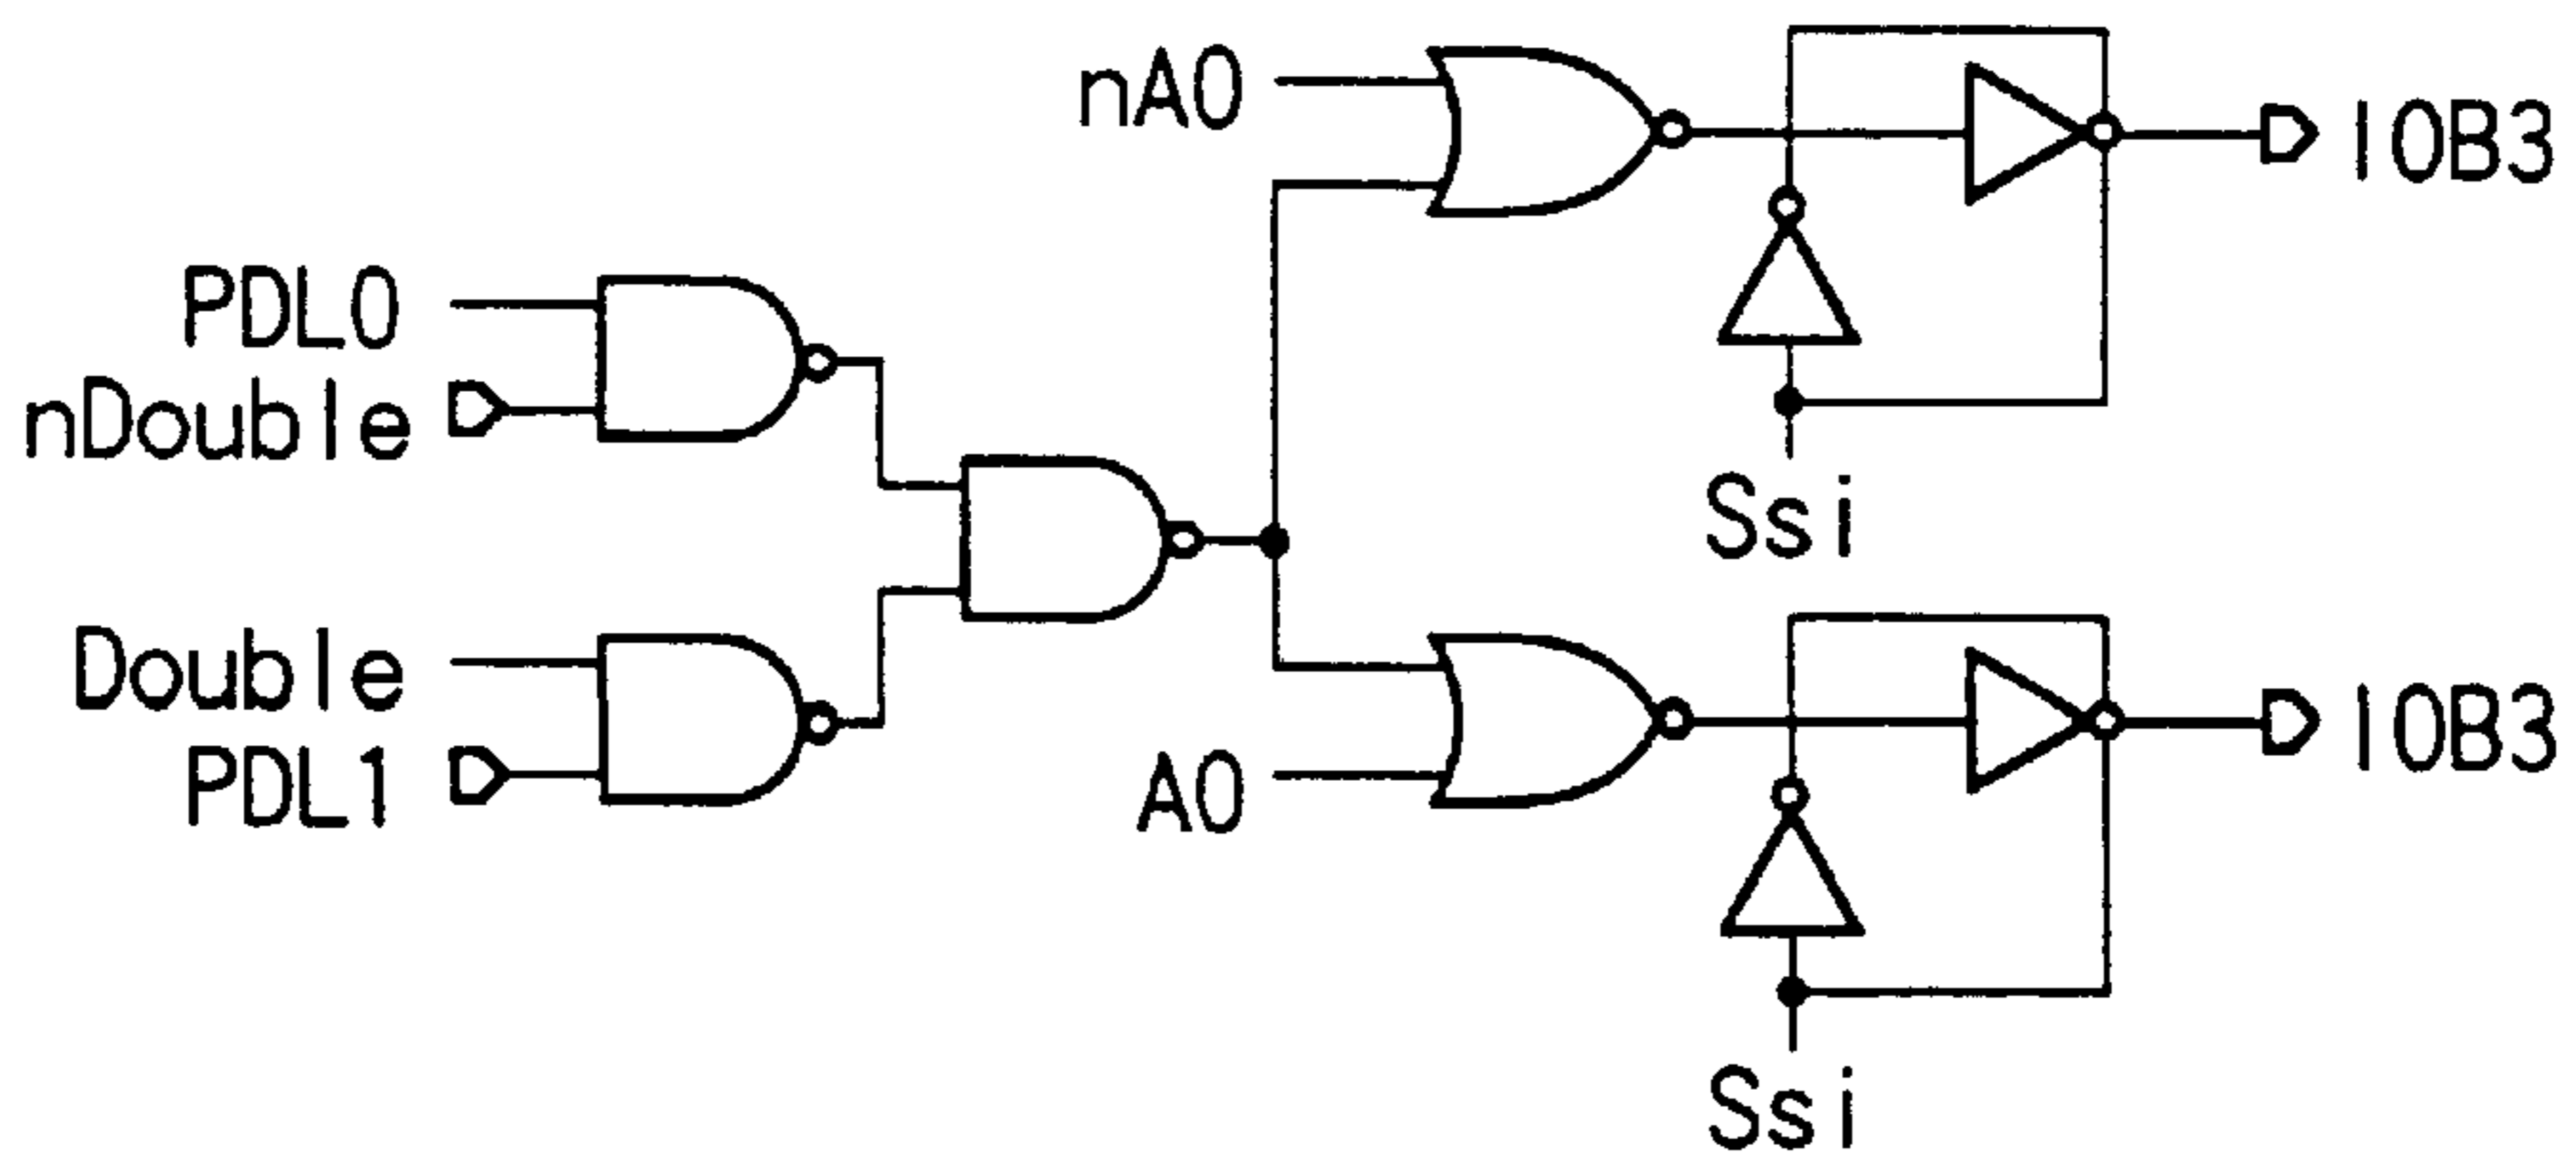 nA0
IOB3
PDL0
nDouble
Ssi
Double
PDL1
A0
IOB3
Ssi